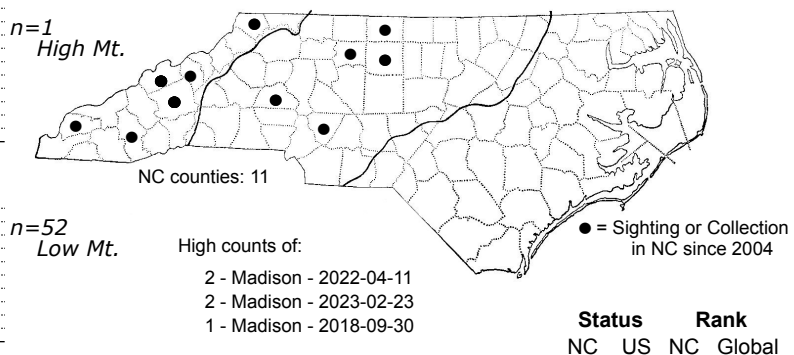 n=1
High Mt.
NC counties: 11
n=52
Low Mt.
High counts of:
2 - Madison - 2022-04-11
2 - Madison - 2023-02-23
1 - Madison - 2018-09-30
● = Sighting or Collection
in NC since 2004
Status Rank
NC US NC Global